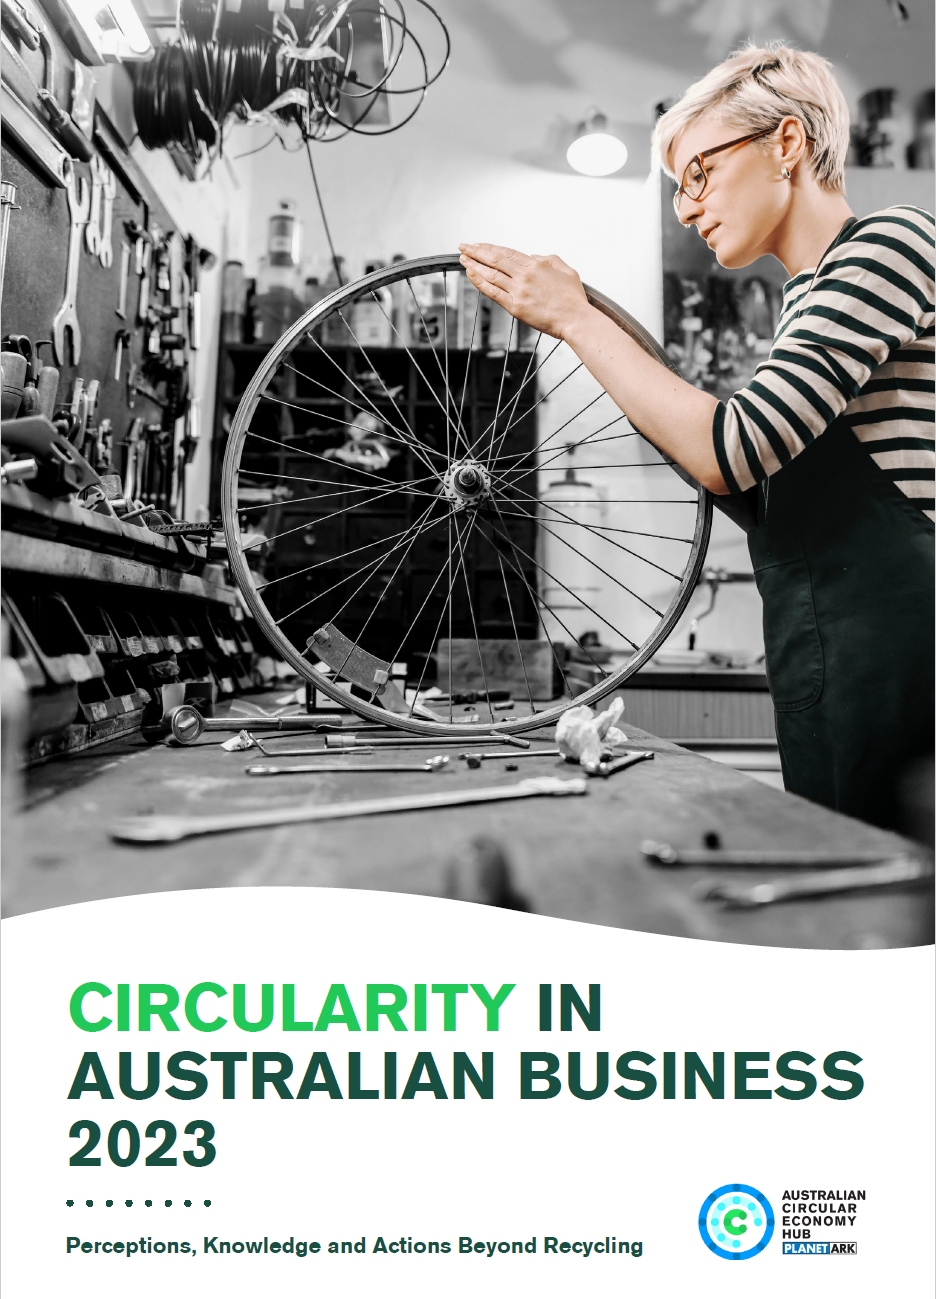 CIRCULARITY IN
AUSTRALIAN BUSINESS
2023
Perceptions, Knowledge and Actions Beyond Recycling
C
AUSTRALIAN
CIRCULAR
ECONOMY
HUB
PLANET ARK